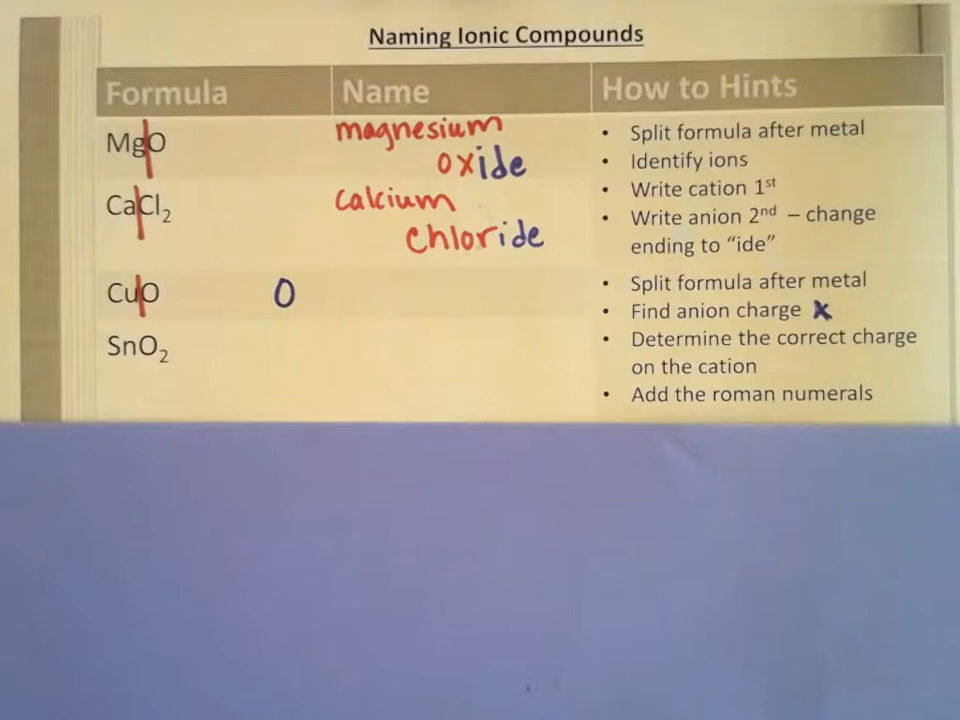 Naming Ionic Compounds
Formula Name How to Hints
MgO magnesium
oxide
• Split formula after metal
• Identify ions
• Write cation 1st
• Write anion 2nd – change
ending to “ide”
CaCl2 calcium
chloride
CuO O
• Split formula after metal
• Find anion charge x
• Determine the correct charge
on the cation
• Add the roman numerals
SnO2